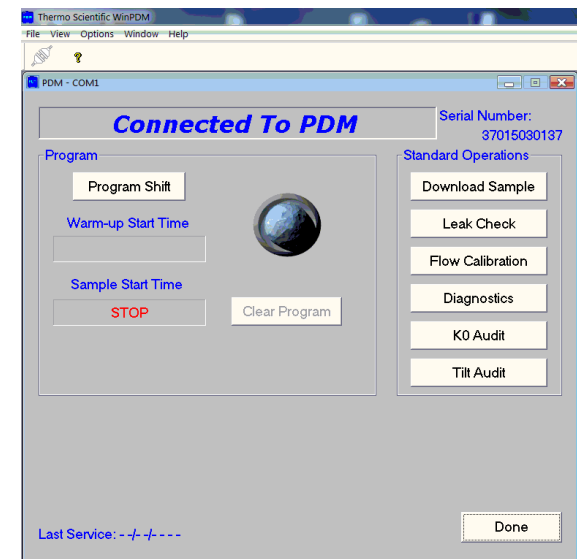 Thermo Scientific WinPDM
File View Options Window Help
?
PDM - COM1
Connected To PDM
Serial Number:
37015030137
Program
Program Shift
Warm-up Start Time
Sample Start Time
STOP
Clear Program
Standard Operations
Download Sample
Leak Check
Flow Calibration
Diagnostics
K0 Audit
Tilt Audit
Last Service: - -/- -/- - - -
Done